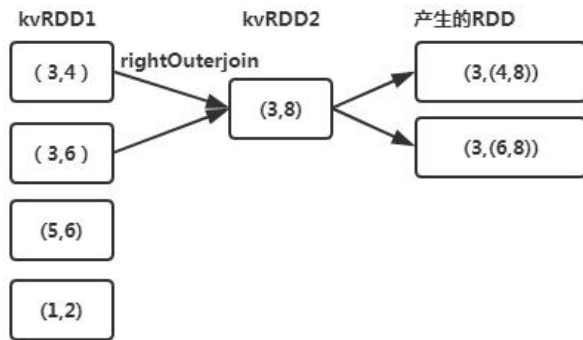 kvRDD1 kvRDD2 产生的RDD
( 3,4 ) rightOuterjoin (3,(4,8))
(3,8)
( 3,6 ) (3,(6,8))
(5,6)
(1,2)